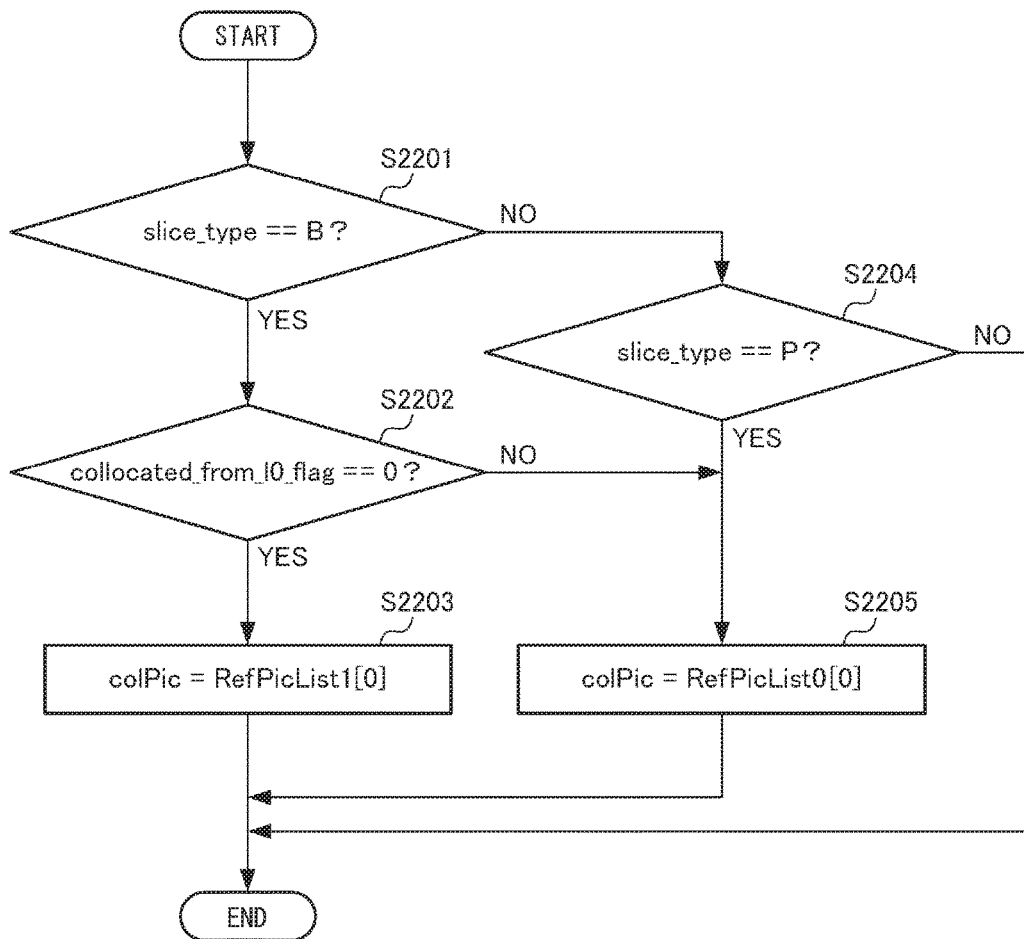 START
S2201
slice_type == B ?
NO
YES
S2204
slice_type == P ?
NO
YES
S2202
collocated_from_l0_flag == 0 ?
NO
YES
S2203
colPic = RefPicList1[0]
S2205
colPic = RefPicList0[0]
END